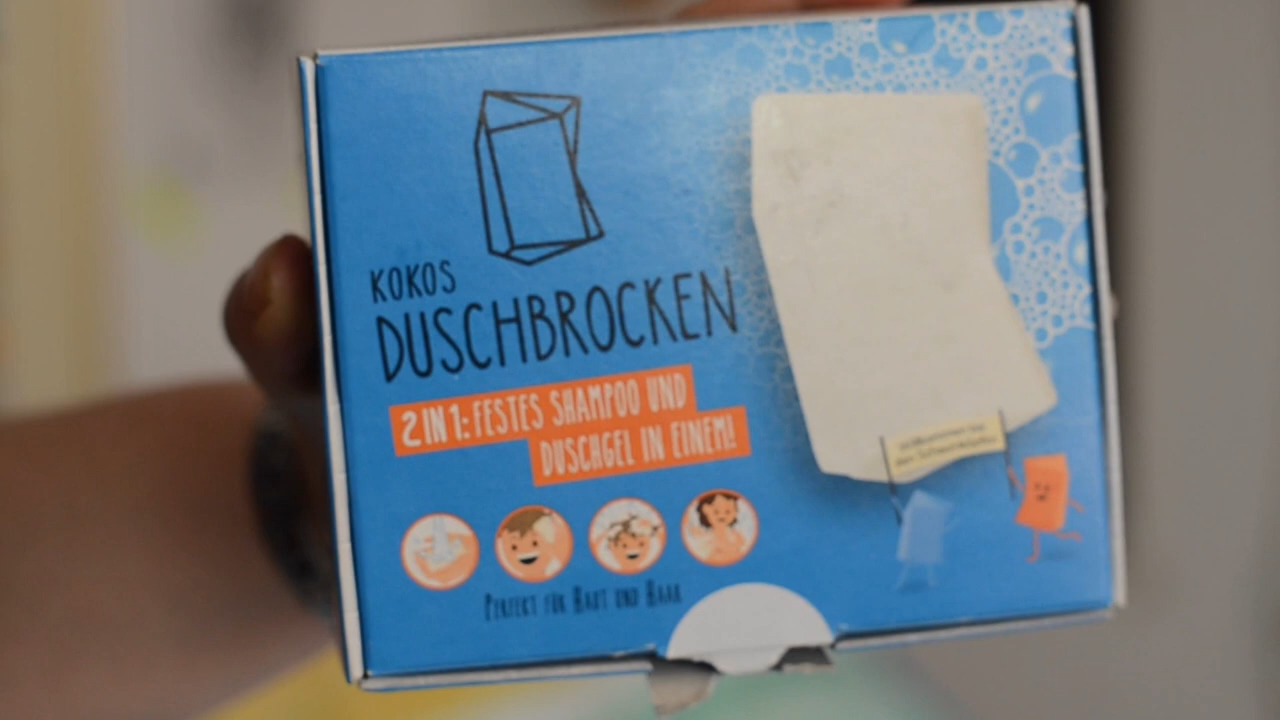 KOKOS
DUSCHBROCKEN
2 IN 1: FESTES SHAMPOO UND
DUSCHGEL IN EINEM!
PERFEKT FÜR HAUT UND HAAR